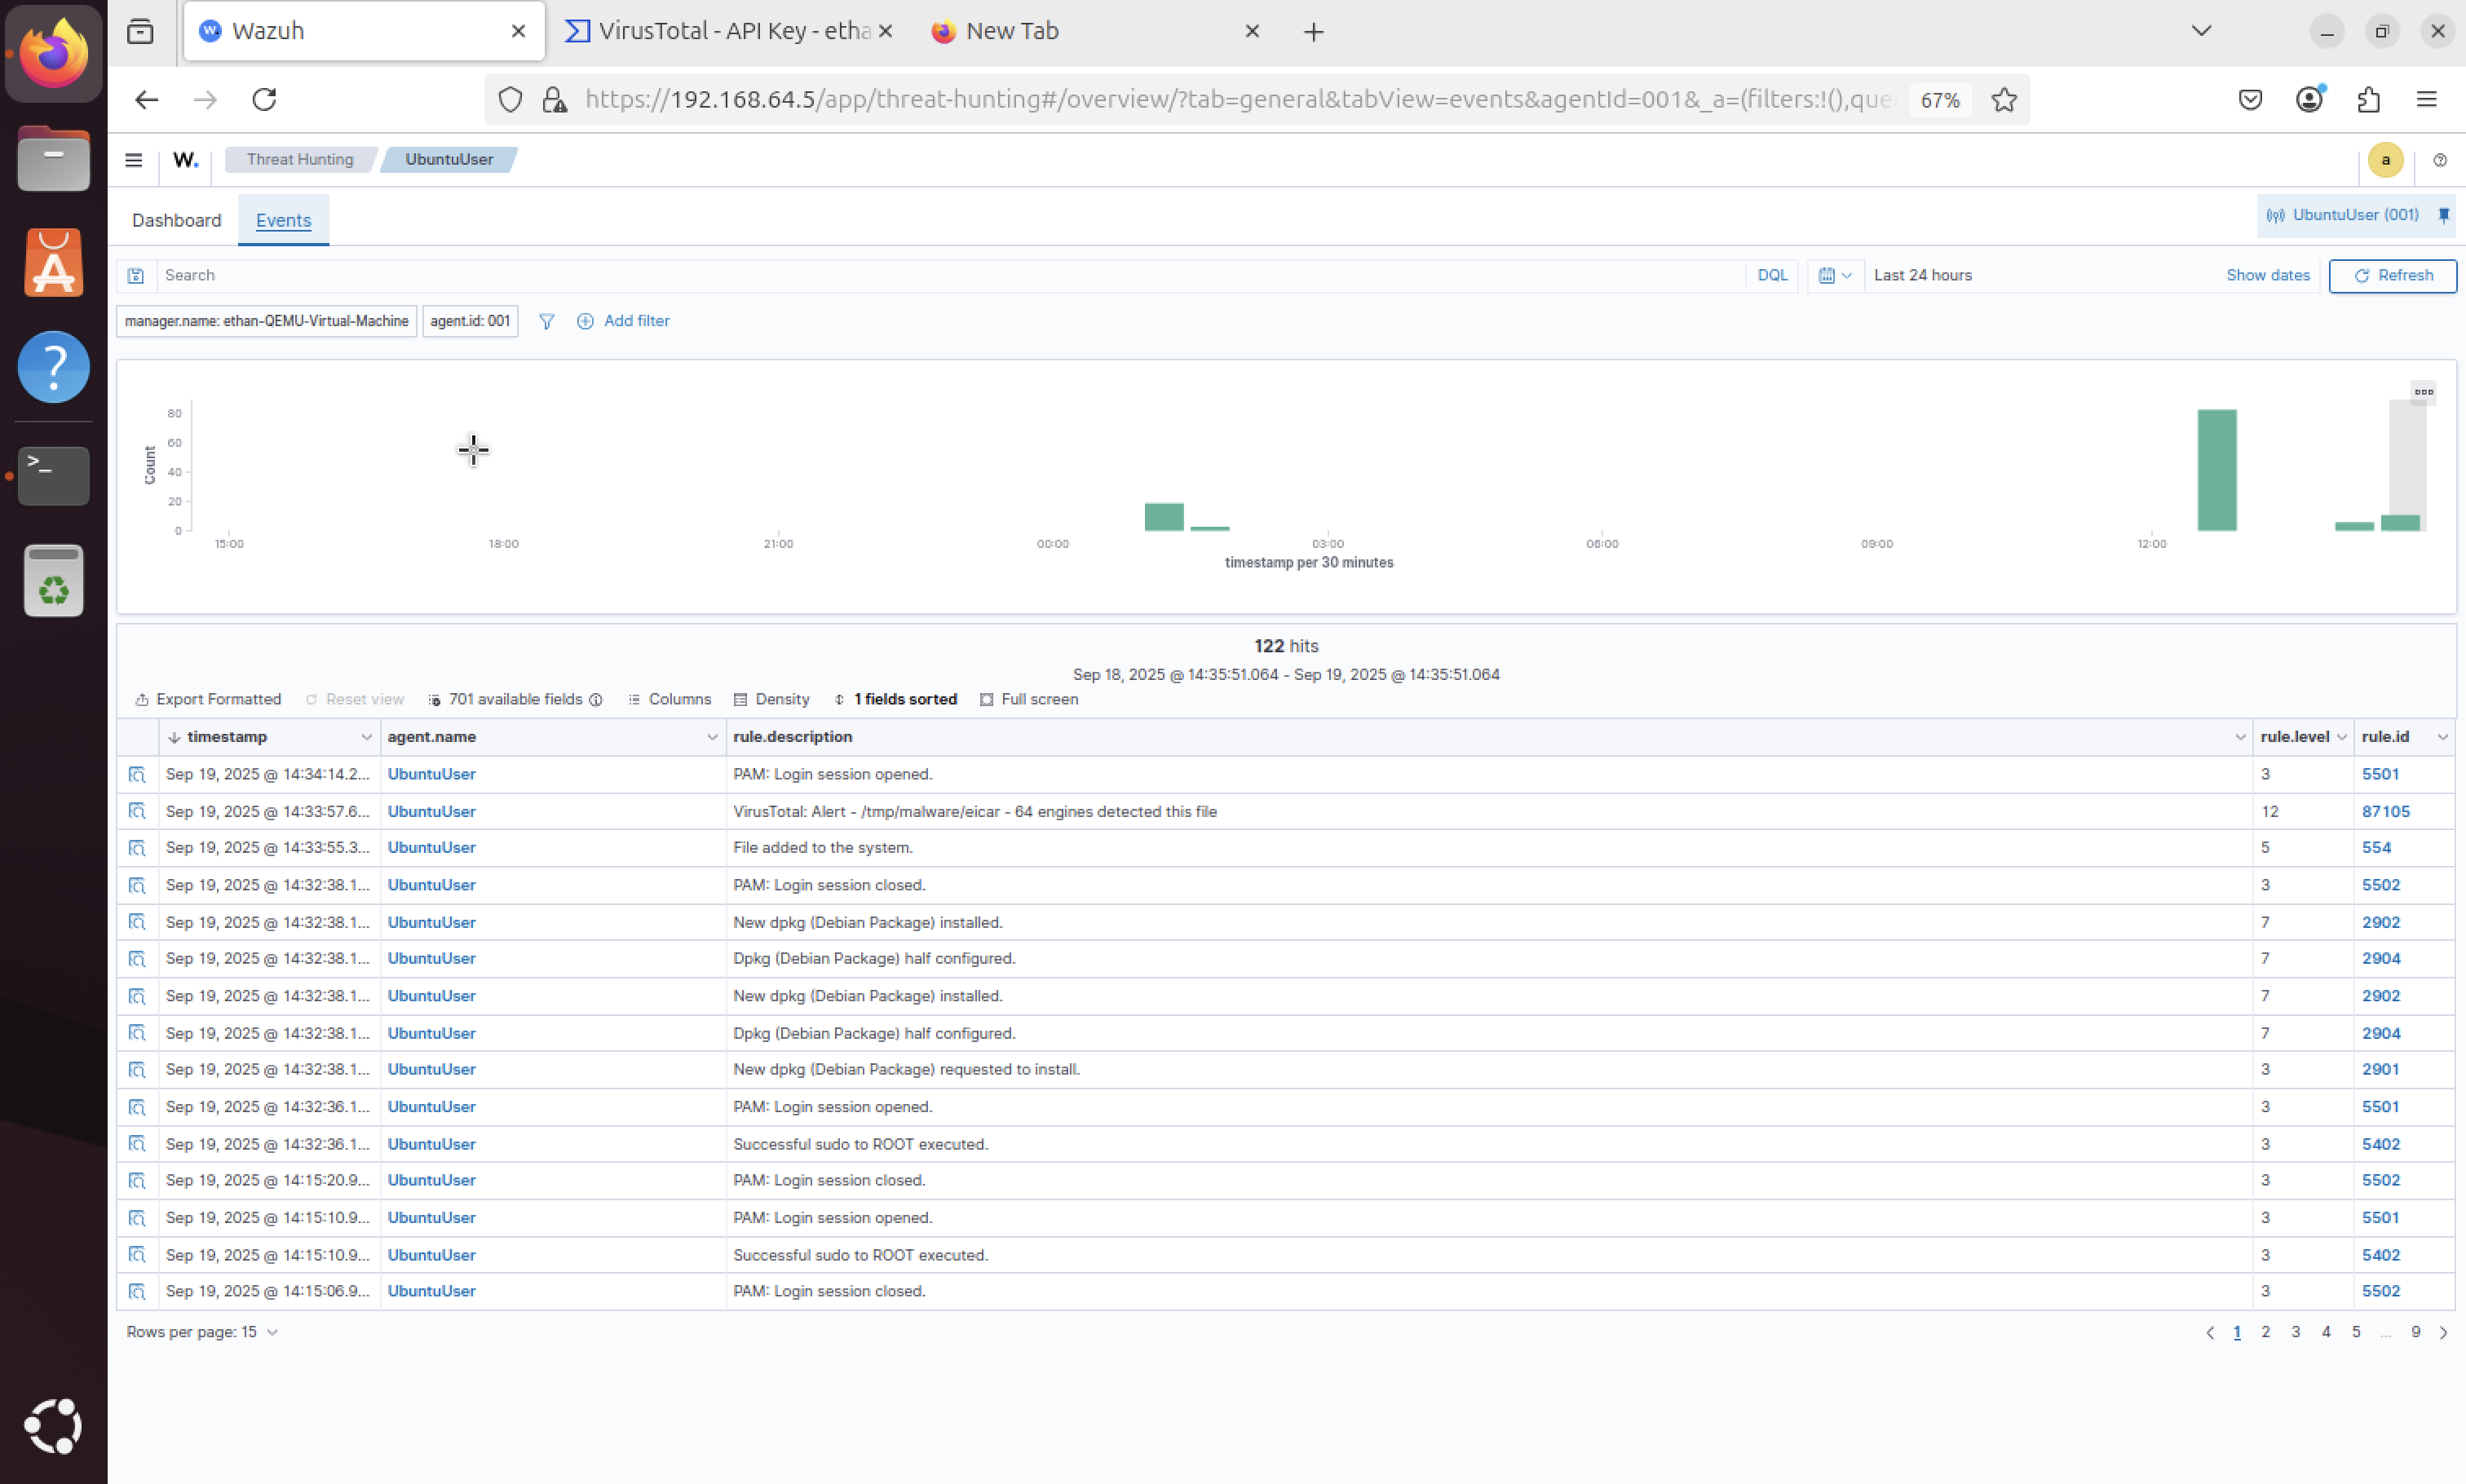 Wazuh
VirusTotal - API Key - etha
New Tab
https://192.168.64.5/app/threat-hunting#/overview/?tab=general&tabView=events&agentId=001&_a=(filters:!(),que
67%
W.
Threat Hunting
UbuntuUser
a
Dashboard
Events
UbuntuUser (001)
Search
DQL
Last 24 hours
Show dates
Refresh
manager.name: ethan-QEMU-Virtual-Machine
agent.id: 001
Add filter
Count
80
60
40
20
0
15:00 18:00 21:00 00:00 03:00 06:00 09:00 12:00
timestamp per 30 minutes
122 hits
Sep 18, 2025 @ 14:35:51.064 - Sep 19, 2025 @ 14:35:51.064
Export Formatted Reset view 701 available fields Columns Density 1 fields sorted Full screen
timestamp agent.name rule.description rule.level rule.id
Sep 19, 2025 @ 14:34:14.2... UbuntuUser PAM: Login session opened. 3 5501
Sep 19, 2025 @ 14:33:57.6... UbuntuUser VirusTotal: Alert - /tmp/malware/eicar - 64 engines detected this file 12 87105
Sep 19, 2025 @ 14:33:55.3... UbuntuUser File added to the system. 5 554
Sep 19, 2025 @ 14:32:38.1... UbuntuUser PAM: Login session closed. 3 5502
Sep 19, 2025 @ 14:32:38.1... UbuntuUser New dpkg (Debian Package) installed. 7 2902
Sep 19, 2025 @ 14:32:38.1... UbuntuUser Dpkg (Debian Package) half configured. 7 2904
Sep 19, 2025 @ 14:32:38.1... UbuntuUser New dpkg (Debian Package) installed. 7 2902
Sep 19, 2025 @ 14:32:38.1... UbuntuUser Dpkg (Debian Package) half configured. 7 2904
Sep 19, 2025 @ 14:32:38.1... UbuntuUser New dpkg (Debian Package) requested to install. 3 2901
Sep 19, 2025 @ 14:32:36.1... UbuntuUser PAM: Login session opened. 3 5501
Sep 19, 2025 @ 14:32:36.1... UbuntuUser Successful sudo to ROOT executed. 3 5402
Sep 19, 2025 @ 14:15:20.9... UbuntuUser PAM: Login session closed. 3 5502
Sep 19, 2025 @ 14:15:10.9... UbuntuUser PAM: Login session opened. 3 5501
Sep 19, 2025 @ 14:15:10.9... UbuntuUser Successful sudo to ROOT executed. 3 5402
Sep 19, 2025 @ 14:15:06.9... UbuntuUser PAM: Login session closed. 3 5502
Rows per page: 15
1 2 3 4 5 ... 9